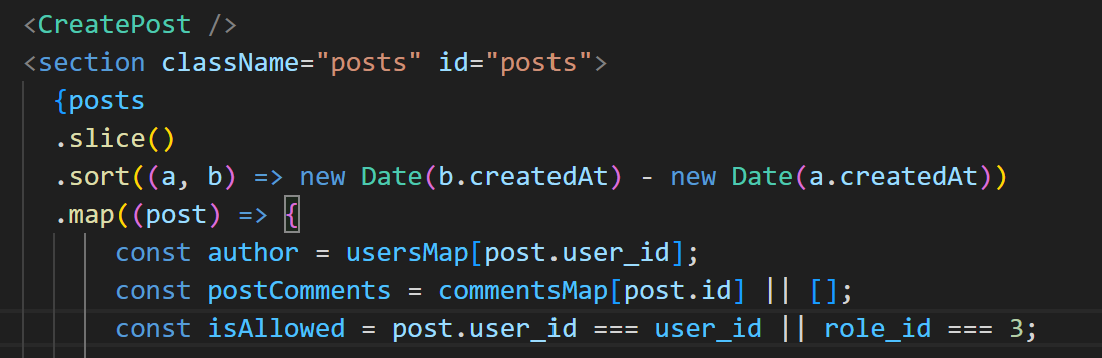 <CreatePost />
<section className="posts" id="posts">
{posts
.slice()
.sort((a, b) => new Date(b.createdAt) - new Date(a.createdAt))
.map((post) => {
const author = usersMap[post.user_id];
const postComments = commentsMap[post.id] || [];
const isAllowed = post.user_id === user_id || role_id === 3;